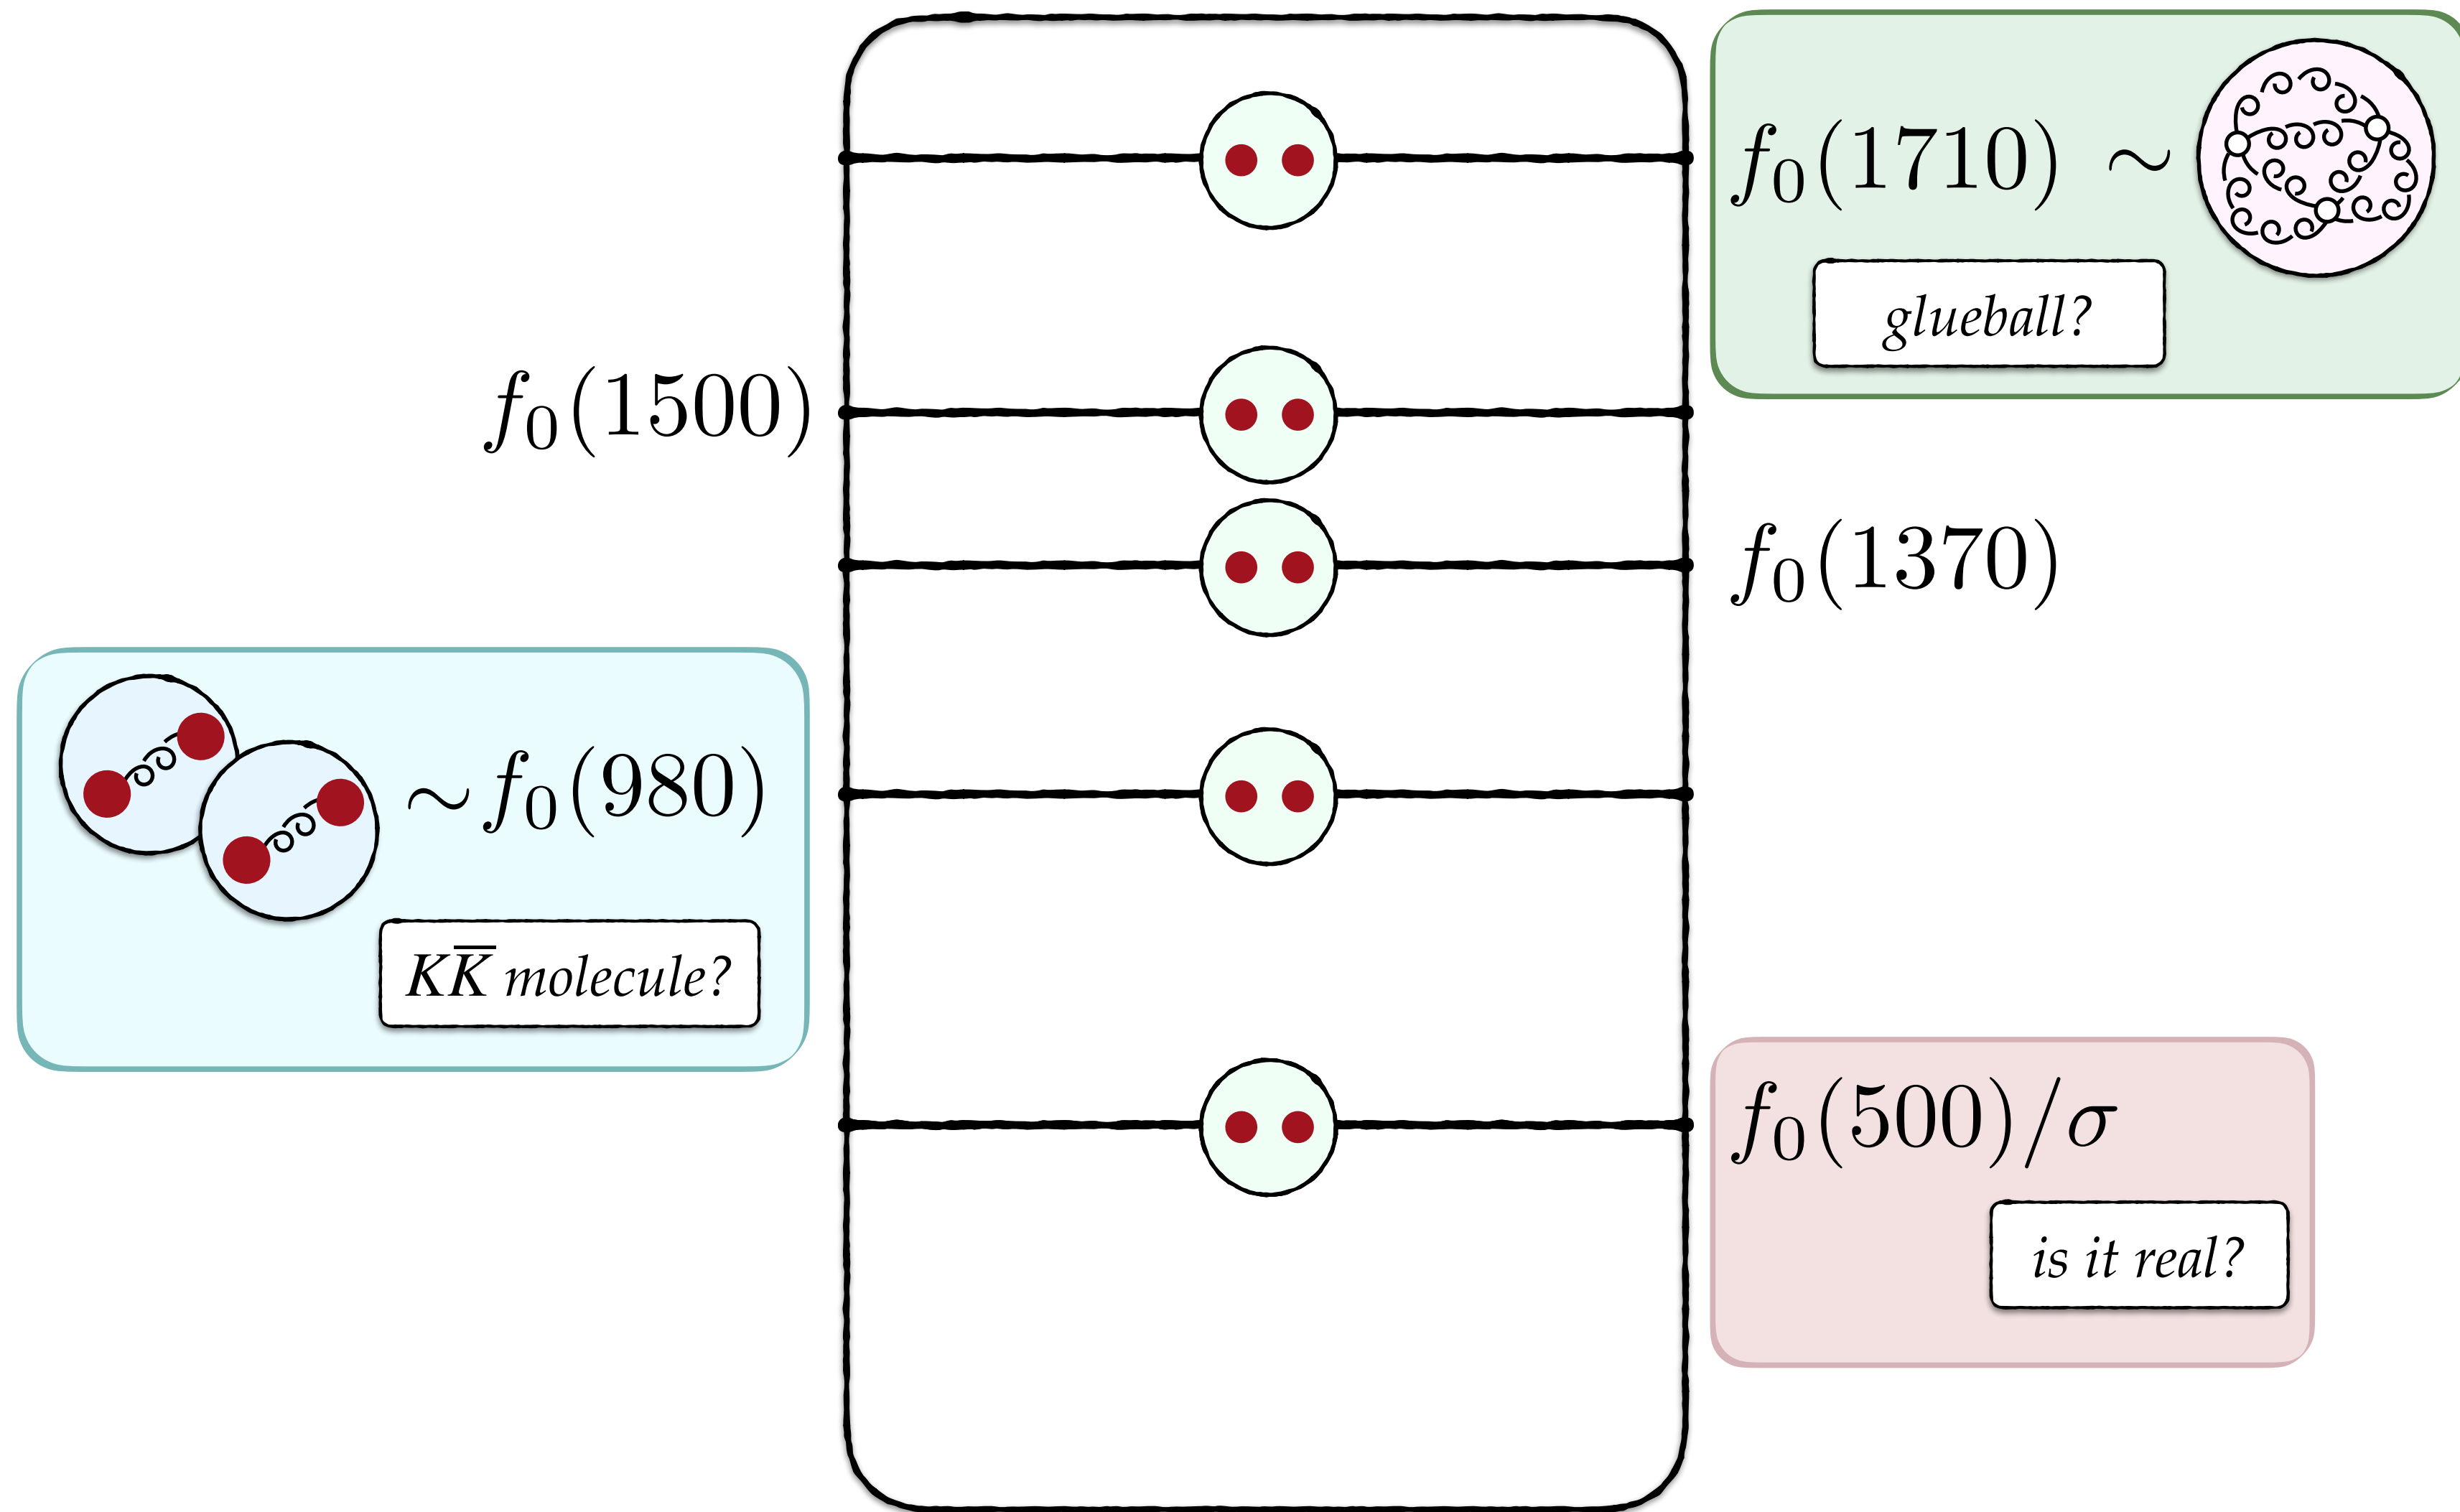 f₀(1710) ~
glueball?
f₀(1500)
f₀(1370)
~f₀(980)
KK̅ molecule?
f₀(500)/σ
is it real?